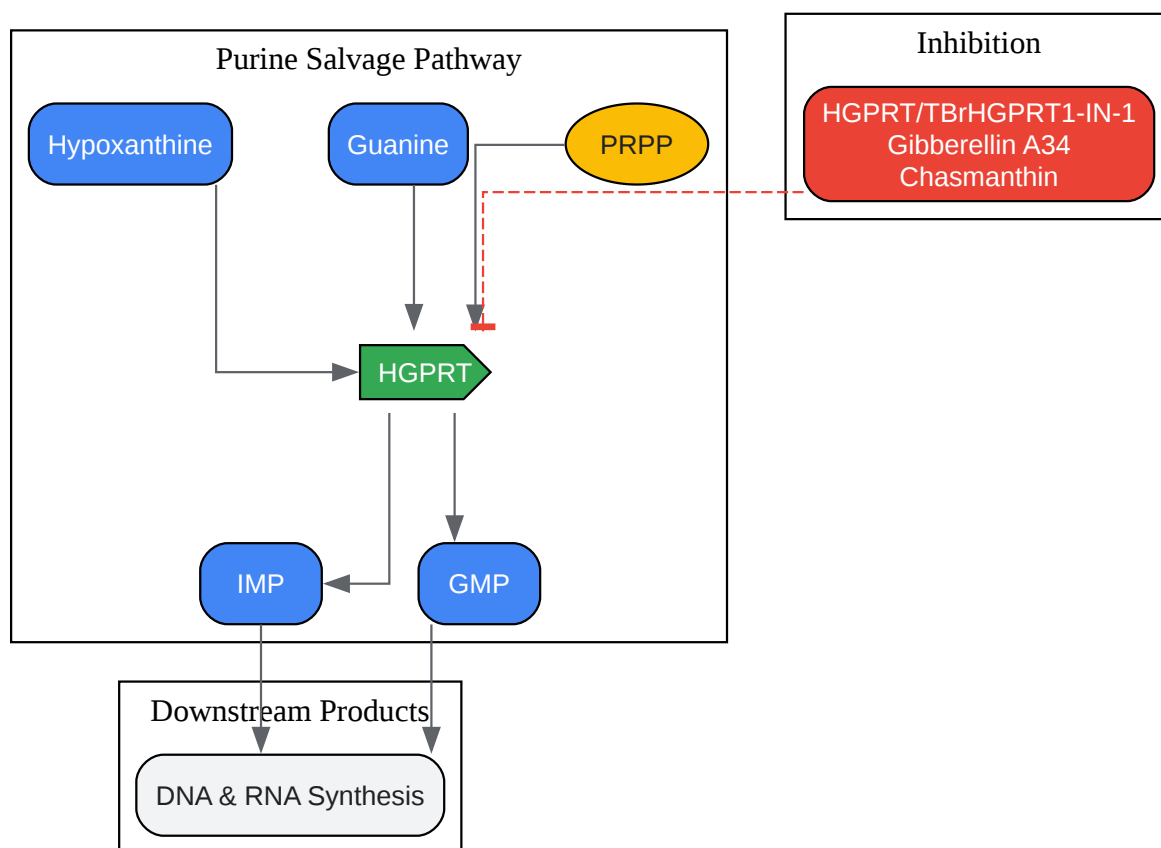 Purine Salvage Pathway
Inhibition
Hypoxanthine
Guanine
PRPP
HGPRT/TBrHGPRT1-IN-1
Gibberellin A34
Chasmanthin
HGPRT
IMP
GMP
Downstream Products
DNA & RNA Synthesis